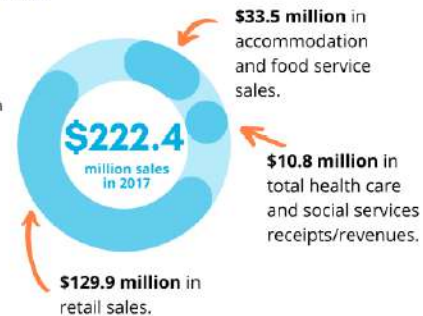 $33.5 million in
accommodation
and food service
sales.
$222.4
million sales
in 2017
$10.8 million in
total health care
and social services
receipts/revenues.
$129.9 million in
retail sales.